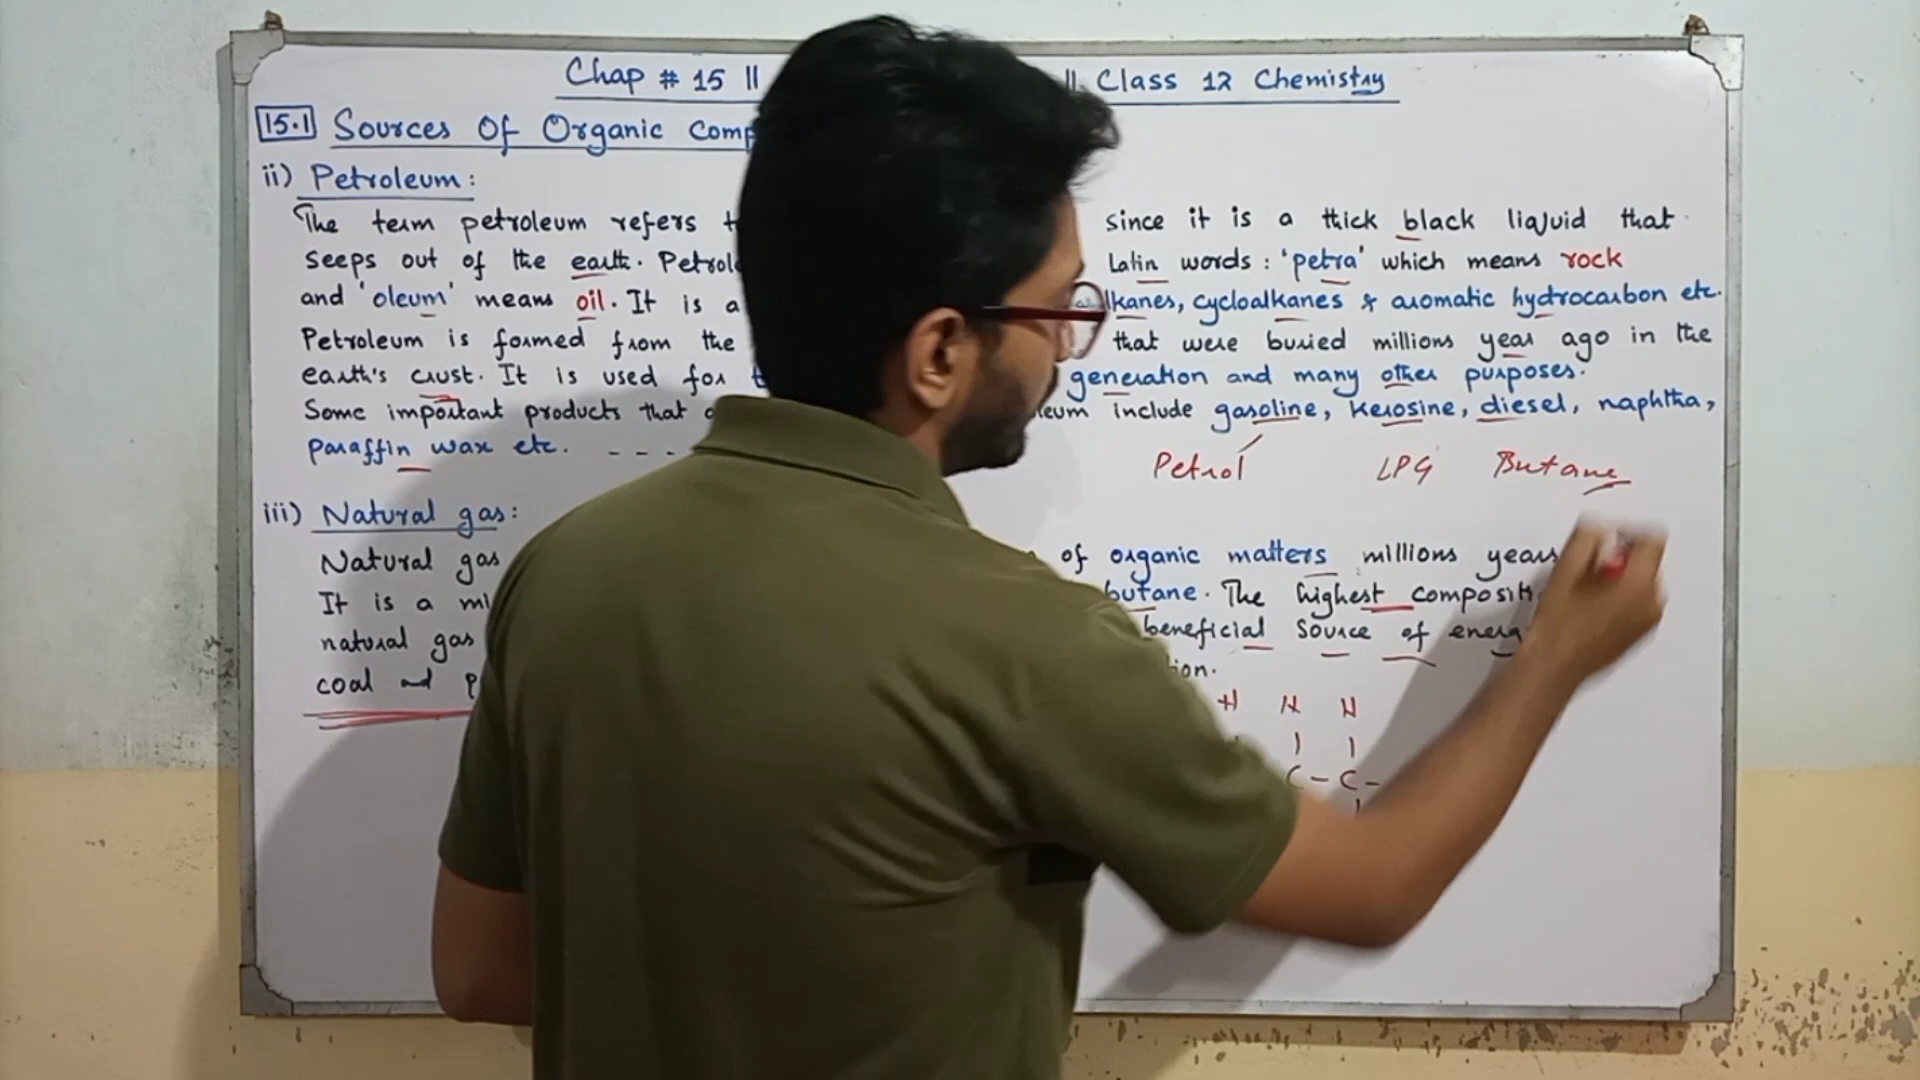 Chap # 15 || || Class 12 Chemistry
15.1 Sources Of Organic Comp
ii) Petroleum:
The term petroleum refers t since it is a thick black liquid that
seeps out of the earth. Petrol Latin words: 'petra' which means rock
and 'oleum' means oil. It is a alkanes, cycloalkanes & aromatic hydrocarbon etc.
Petroleum is formed from the that were buried millions year ago in the
earth's crust. It is used for generation and many other purposes.
Some important products that leum include gasoline, kerosine, diesel, naphtha,
paraffin wax etc. ----
Petrol LPG Butane
iii) Natural gas:
Natural gas of organic matters millions years
It is a mi butane. The highest composit
natural gas beneficial source of energ
coal and p ion.
H H H
| |
C - C -
|